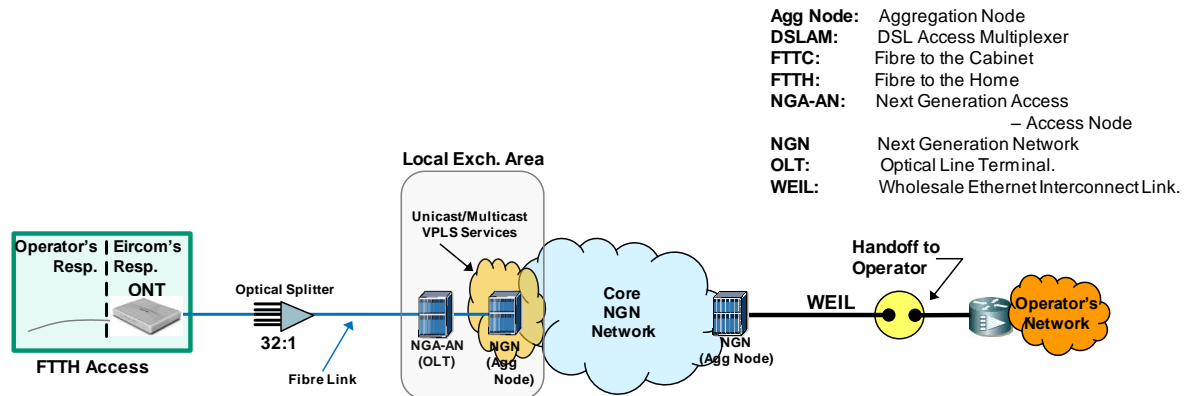 Agg Node: Aggregation Node
DSLAM: DSL Access Multiplexer
FTTC: Fibre to the Cabinet
FTTH: Fibre to the Home
NGA-AN: Next Generation Access
– Access Node
NGN Next Generation Network
OLT: Optical Line Terminal.
WEIL: Wholesale Ethernet Interconnect Link.
Local Exch. Area
Unicast/Multicast
VPLS Services
Operator's
Resp.
Eircom's
Resp.
ONT
FTTH Access
Optical Splitter
32:1
Fibre Link
NGA-AN
(OLT)
NGN
(Agg
Node)
Core
NGN
Network
NGN
(Agg Node)
WEIL
Handoff to
Operator
Operator's
Network